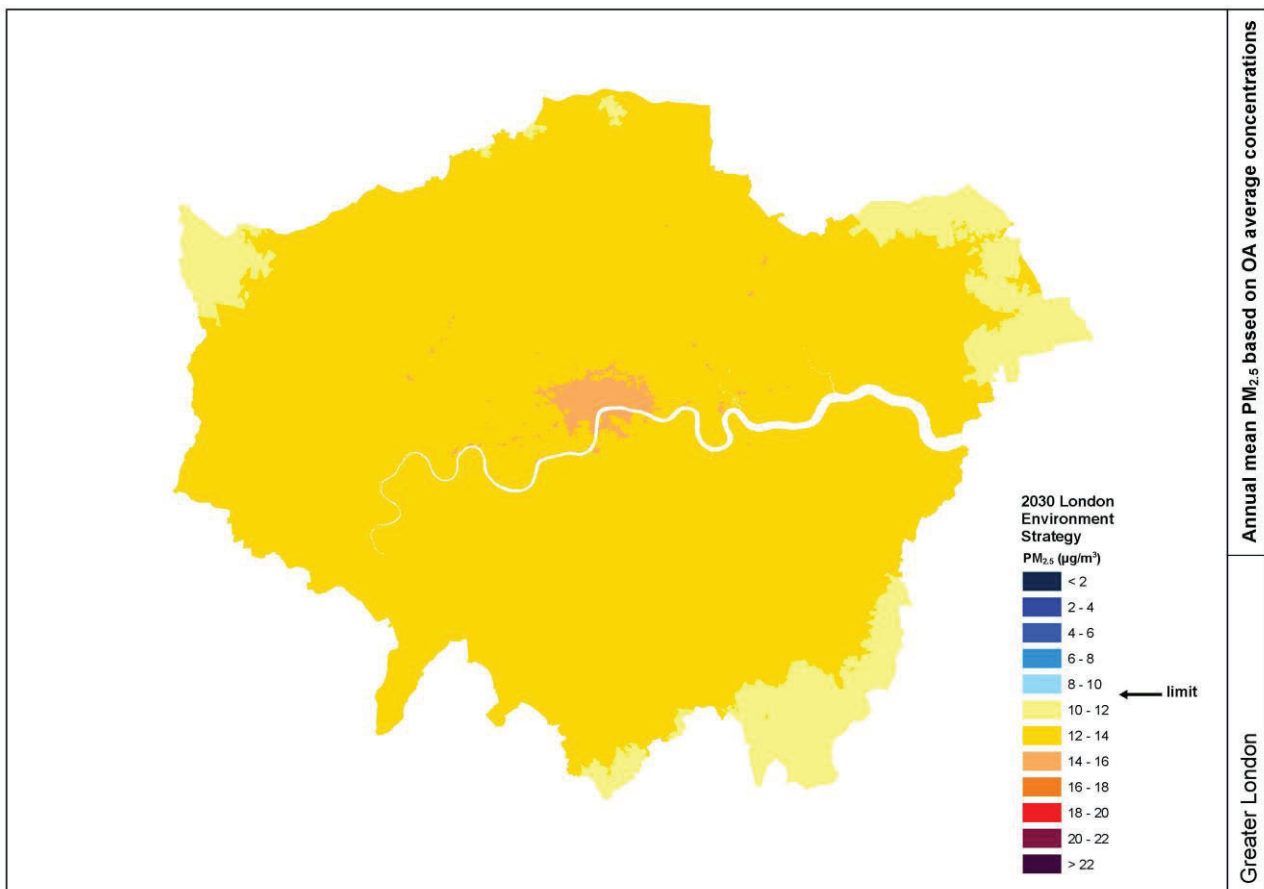 2030 London
Environment
Strategy
PM2.5 (µg/m³)
< 2
2 - 4
4 - 6
6 - 8
8 - 10
limit
10 - 12
12 - 14
14 - 16
16 - 18
18 - 20
20 - 22
> 22
Annual mean PM2.5 based on OA average concentrations
Greater London